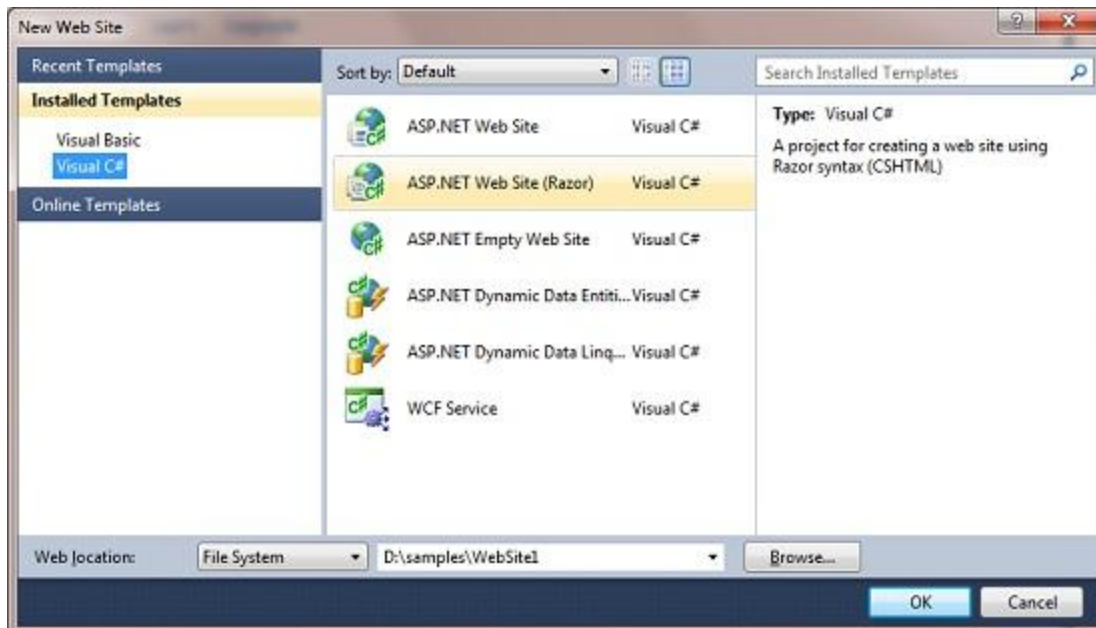 New Web Site
Recent Templates
Installed Templates
Visual Basic
Visual C#
Online Templates
Sort by: Default
ASP.NET Web Site Visual C#
ASP.NET Web Site (Razor) Visual C#
ASP.NET Empty Web Site Visual C#
ASP.NET Dynamic Data Entiti... Visual C#
ASP.NET Dynamic Data Linq... Visual C#
WCF Service Visual C#
Search Installed Templates
Type: Visual C#
A project for creating a web site using
Razor syntax (CSHTML)
Web location: File System D:\samples\WebSite1 Browse...
OK Cancel